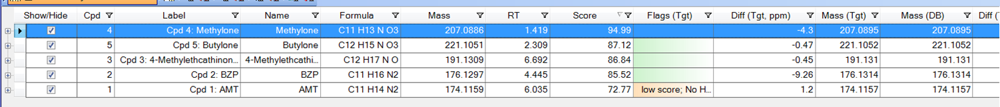 Show/Hide Cpd Label Name Formula Mass RT Score Flags (Tgt) Diff (Tgt, ppm) Mass (Tgt) Mass (DB) Diff (
4 Cpd 4: Methylone Methylone C11 H13 N O3 207.0886 1.419 94.99 -4.3 207.0895 207.0895
5 Cpd 5: Butylone Butylone C12 H15 N O3 221.1051 2.309 87.12 -0.47 221.1052 221.1052
3 Cpd 3: 4-Methylethcathinon... 4-Methylethcathi... C12 H17 N O 191.1309 6.692 86.84 -0.45 191.131 191.131
2 Cpd 2: BZP BZP C11 H16 N2 176.1297 4.445 85.52 -9.26 176.1314 176.1314
1 Cpd 1: AMT AMT C11 H14 N2 174.1159 6.035 72.77 low score; No H... 1.2 174.1157 174.1157